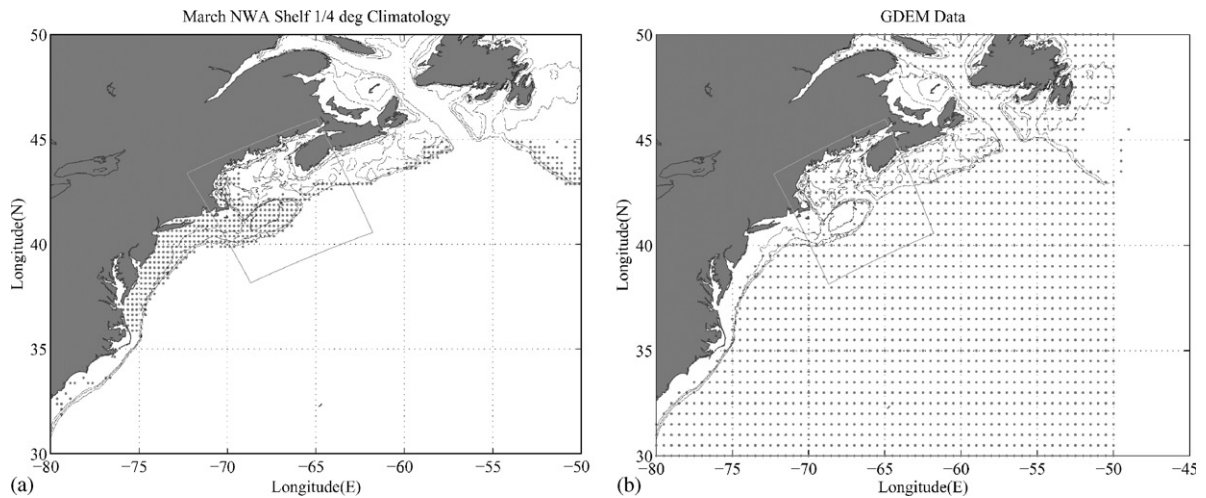 March NWA Shelf 1/4 deg Climatology
50
45
40
35
30
Longitude(N)
−80 −75 −70 −65 −60 −55 −50
Longitude(E)
(a)
GDEM Data
50
45
40
35
30
Longitude(N)
−80 −75 −70 −65 −60 −55 −50 −45
Longitude(E)
(b)